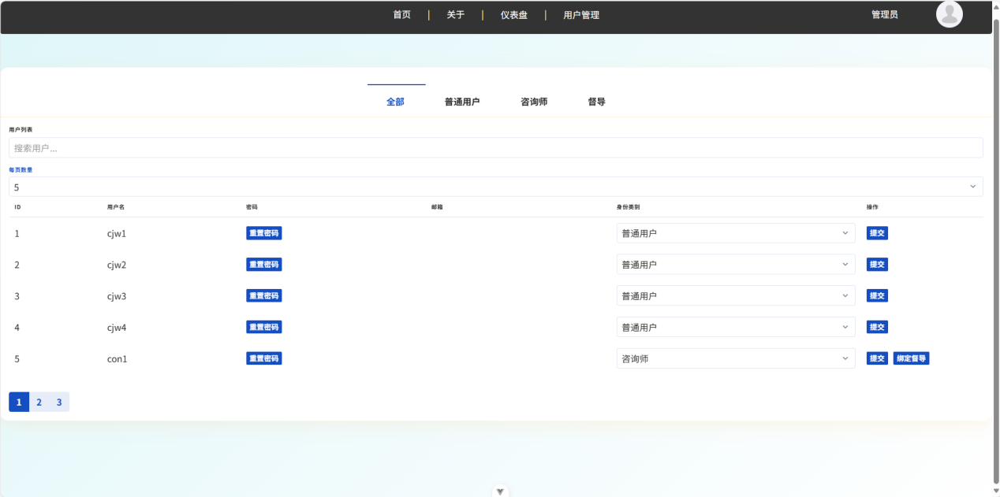 首页 | 关于 | 仪表盘 | 用户管理 管理员
全部 普通用户 咨询师 督导
用户列表
搜索用户...
每页数量
5
ID 用户名 密码 邮箱 身份类别 操作
1 cjw1 重置密码 普通用户 提交
2 cjw2 重置密码 普通用户 提交
3 cjw3 重置密码 普通用户 提交
4 cjw4 重置密码 普通用户 提交
5 con1 重置密码 咨询师 提交 绑定督导
1 2 3